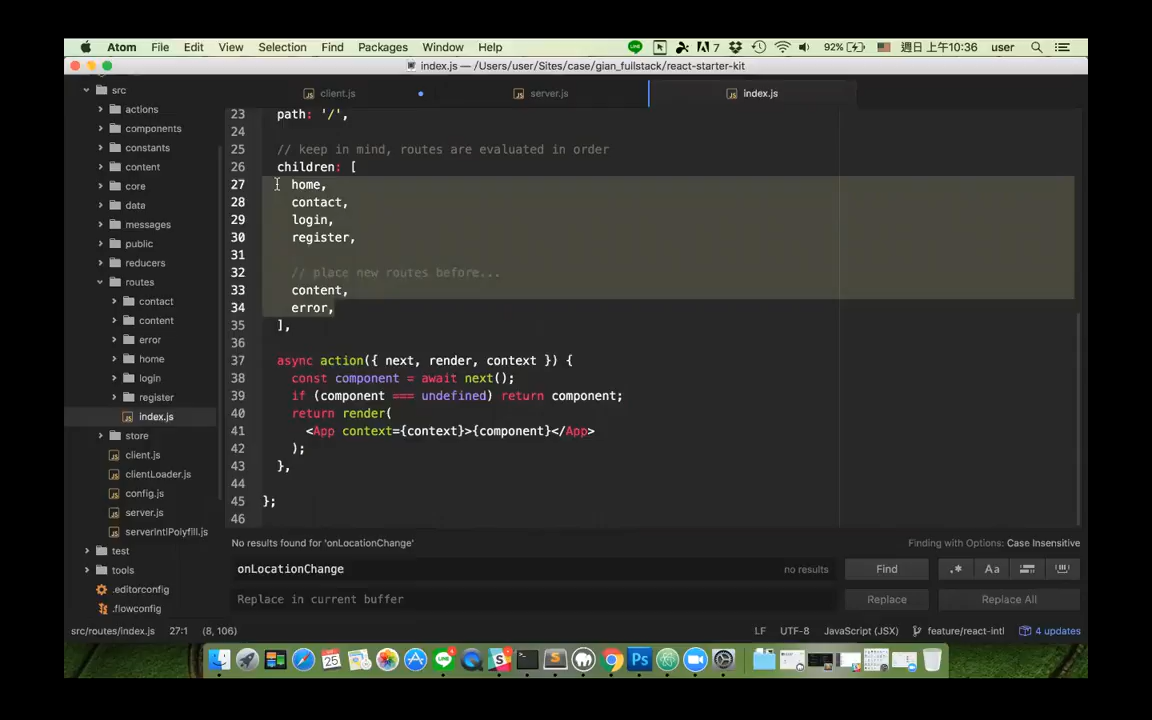 Atom File Edit View Selection Find Packages Window Help 7 92% 週日 上午10:36 user
index.js — /Users/user/Sites/case/gian_fullstack/react-starter-kit
client.js server.js index.js
src
actions
components
constants
content
core
data
messages
public
reducers
routes
contact
content
error
home
login
register
index.js
store
client.js
clientLoader.js
config.js
server.js
serverIntlPolyfill.js
test
tools
.editorconfig
.flowconfig
23 path: '/',
24
25 // keep in mind, routes are evaluated in order
26 children: [
27 home,
28 contact,
29 login,
30 register,
31
32 // place new routes before...
33 content,
34 error,
35 ],
36
37 async action({ next, render, context }) {
38 const component = await next();
39 if (component === undefined) return component;
40 return render(
41 <App context={context}>{component}</App>
42 );
43 },
44
45 };
46
No results found for 'onLocationChange' Finding with Options: Case Insensitive
onLocationChange no results Find .* Aa
Replace in current buffer Replace Replace All
src/routes/index.js 27:1 (8, 106) LF UTF-8 JavaScript (JSX) feature/react-intl 4 updates
25 Ps